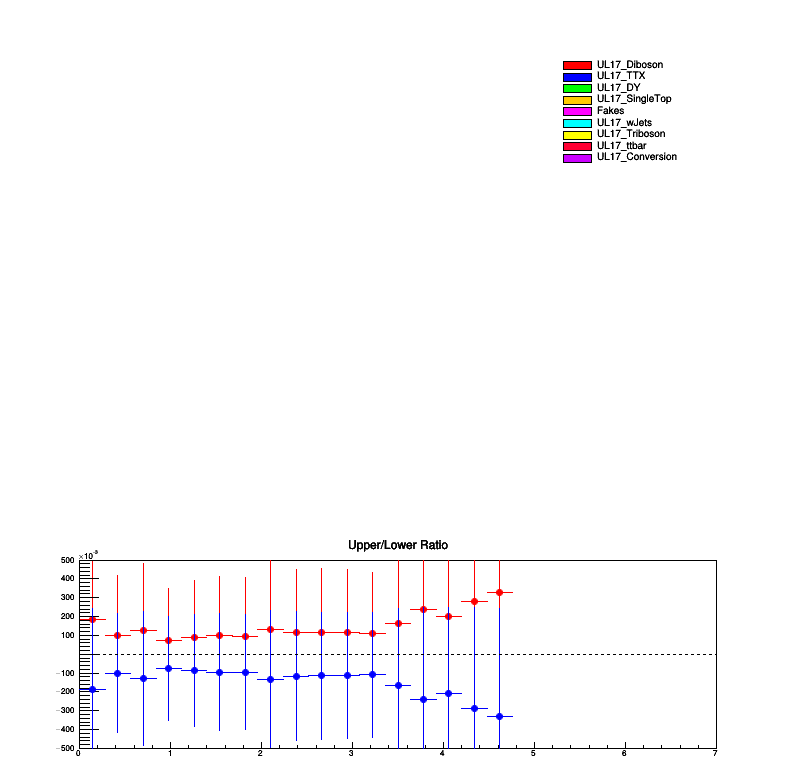 UL17_Diboson
UL17_TTX
UL17_DY
UL17_SingleTop
Fakes
UL17_wJets
UL17_Triboson
UL17_ttbar
UL17_Conversion
Upper/Lower Ratio
×10⁻³
500
400
300
200
100
−100
−200
−300
−400
−500
0 1 2 3 4 5 6 7